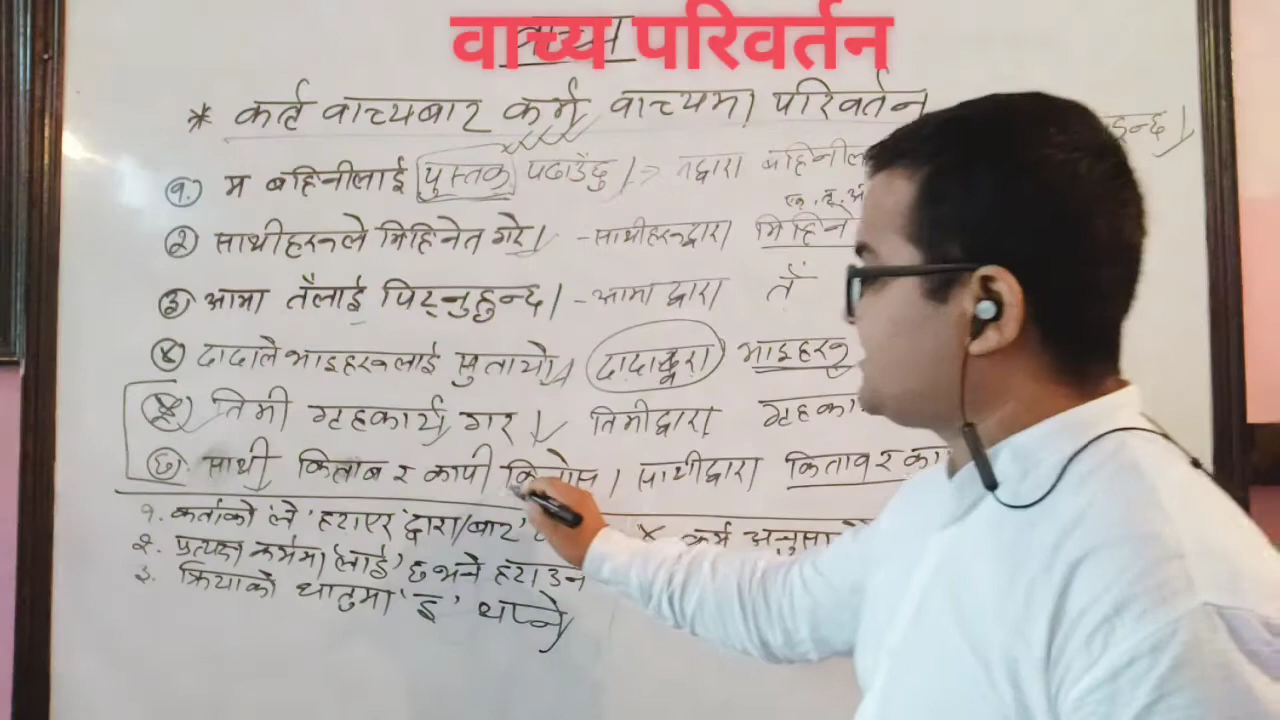 वाच्य परिवर्तन
वाच्य
* कर्तृ वाच्यबाट कर्म वाच्यमा परिवर्तन
१.) म बहिनीलाई पुस्तक पढाउँछु। → मद्वारा बहिनील
२) साथीहरूले मिहिनेत गरे। - साथीहरूद्वारा मिहिने
३) आमा तँलाई पिट्नुहुन्छ। - आमा द्वारा तँ
४) दादाले भाइहरूलाई सुतायो। दादाद्वारा भाइहरू
५) तिमी गृहकार्य गर। तिमीद्वारा गृहका
६) साथी किताब र कापी साथीद्वारा किताब र का
१. कर्ताको 'ले' हटाएर 'द्वारा/बाट'
* कर्म अनुसा
२. प्रत्यक्ष कर्ममा 'लाई' छ भने हटाउने
३. क्रियाको धातुमा 'इ' थप्ने